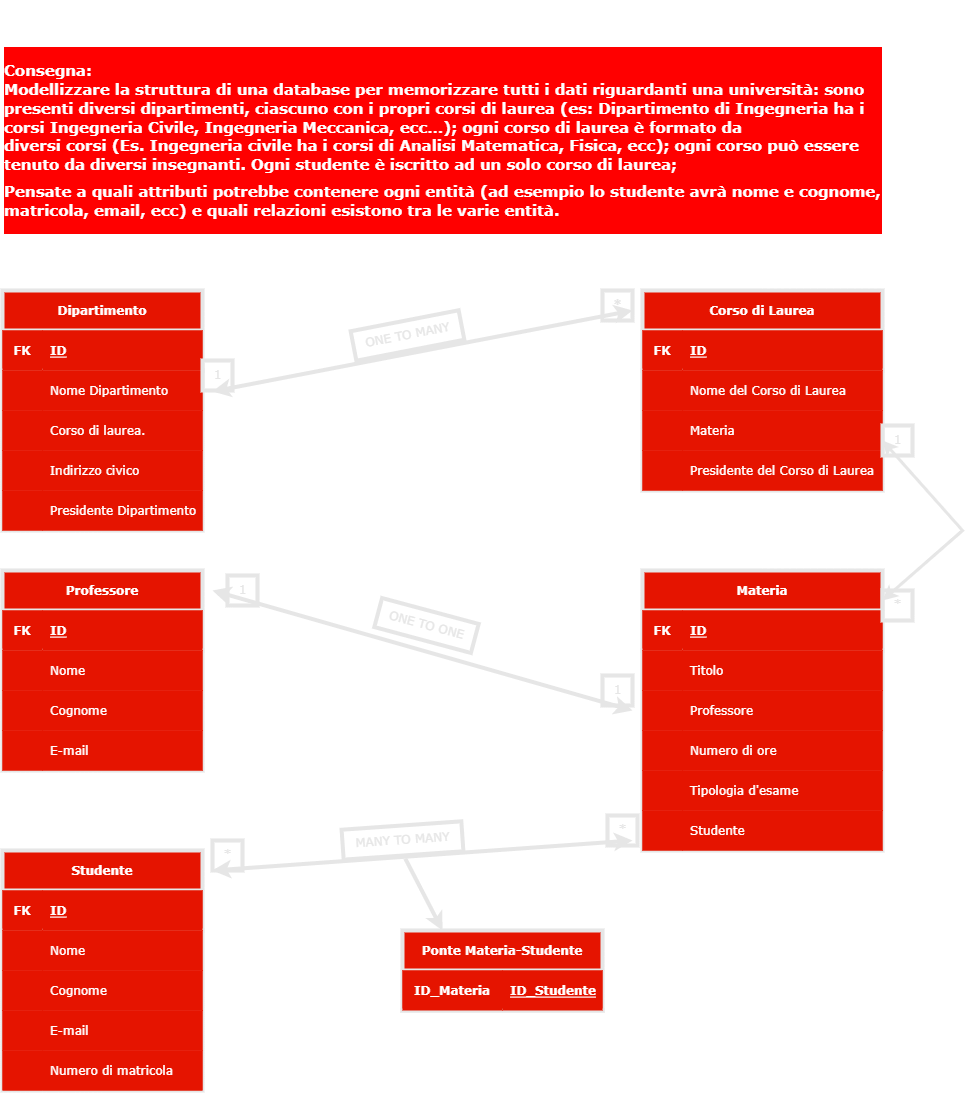 Consegna:
Modellizzare la struttura di una database per memorizzare tutti i dati riguardanti una università: sono
presenti diversi dipartimenti, ciascuno con i propri corsi di laurea (es: Dipartimento di Ingegneria ha i
corsi Ingegneria Civile, Ingegneria Meccanica, ecc...); ogni corso di laurea è formato da
diversi corsi (Es. Ingegneria civile ha i corsi di Analisi Matematica, Fisica, ecc); ogni corso può essere
tenuto da diversi insegnanti. Ogni studente è iscritto ad un solo corso di laurea;
Pensate a quali attributi potrebbe contenere ogni entità (ad esempio lo studente avrà nome e cognome,
matricola, email, ecc) e quali relazioni esistono tra le varie entità.
Dipartimento
FK ID
Nome Dipartimento
Corso di laurea.
Indirizzo civico
Presidente Dipartimento
1
ONE TO MANY
*
Corso di Laurea
FK ID
Nome del Corso di Laurea
Materia
Presidente del Corso di Laurea
1
*
Professore
FK ID
Nome
Cognome
E-mail
1
ONE TO ONE
1
Materia
FK ID
Titolo
Professore
Numero di ore
Tipologia d'esame
Studente
*
MANY TO MANY
*
Studente
FK ID
Nome
Cognome
E-mail
Numero di matricola
Ponte Materia-Studente
ID_Materia ID_Studente